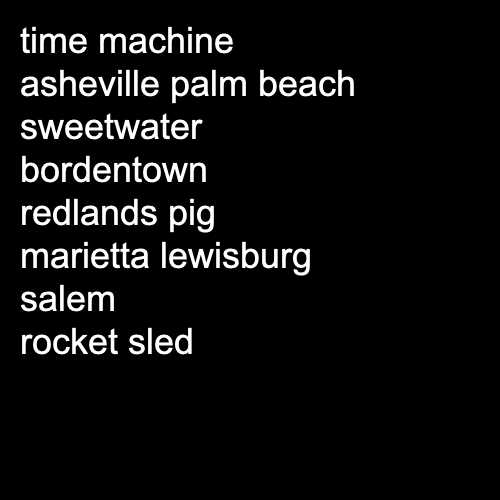 time machine
asheville palm beach
sweetwater
bordentown
redlands pig
marietta lewisburg
salem
rocket sled